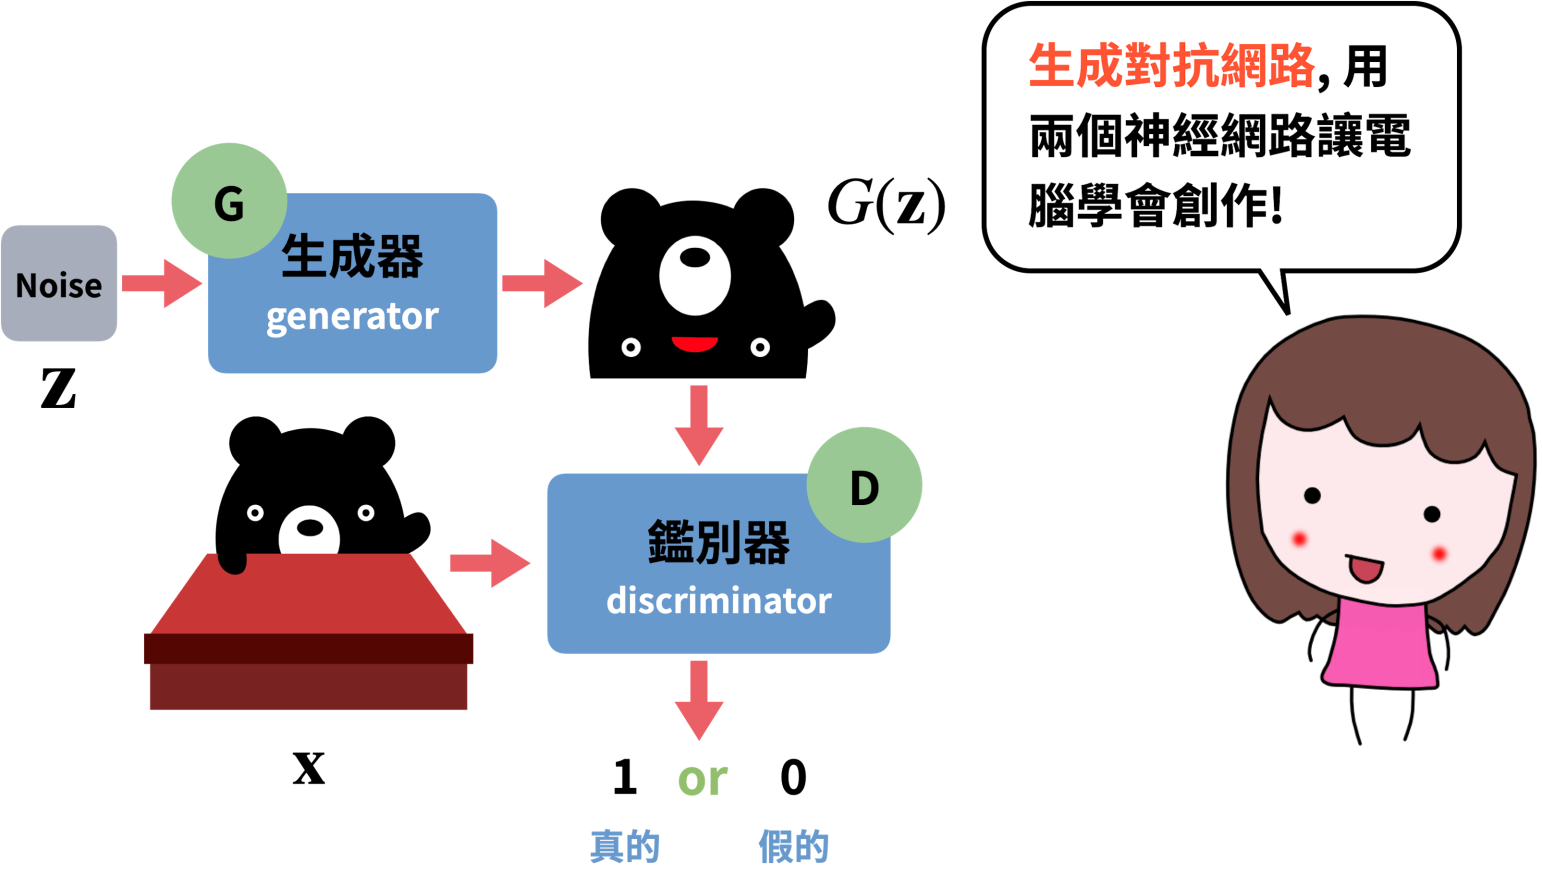 生成對抗網路, 用
兩個神經網路讓電
腦學會創作!
G
生成器
generator
G(z)
Noise
z
D
鑑別器
discriminator
x
1 or 0
真的 假的